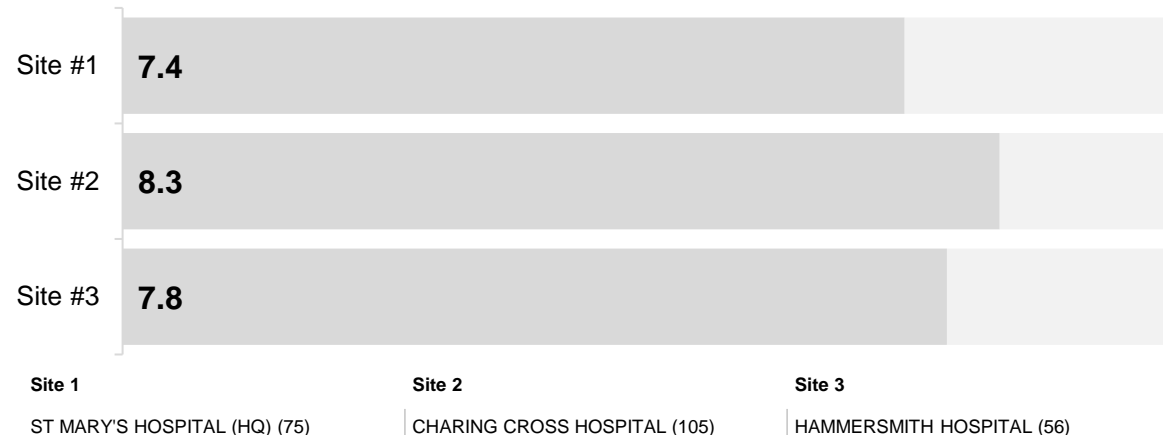 Site #1 7.4
Site #2 8.3
Site #3 7.8
Site 1 Site 2 Site 3
ST MARY'S HOSPITAL (HQ) (75) CHARING CROSS HOSPITAL (105) HAMMERSMITH HOSPITAL (56)